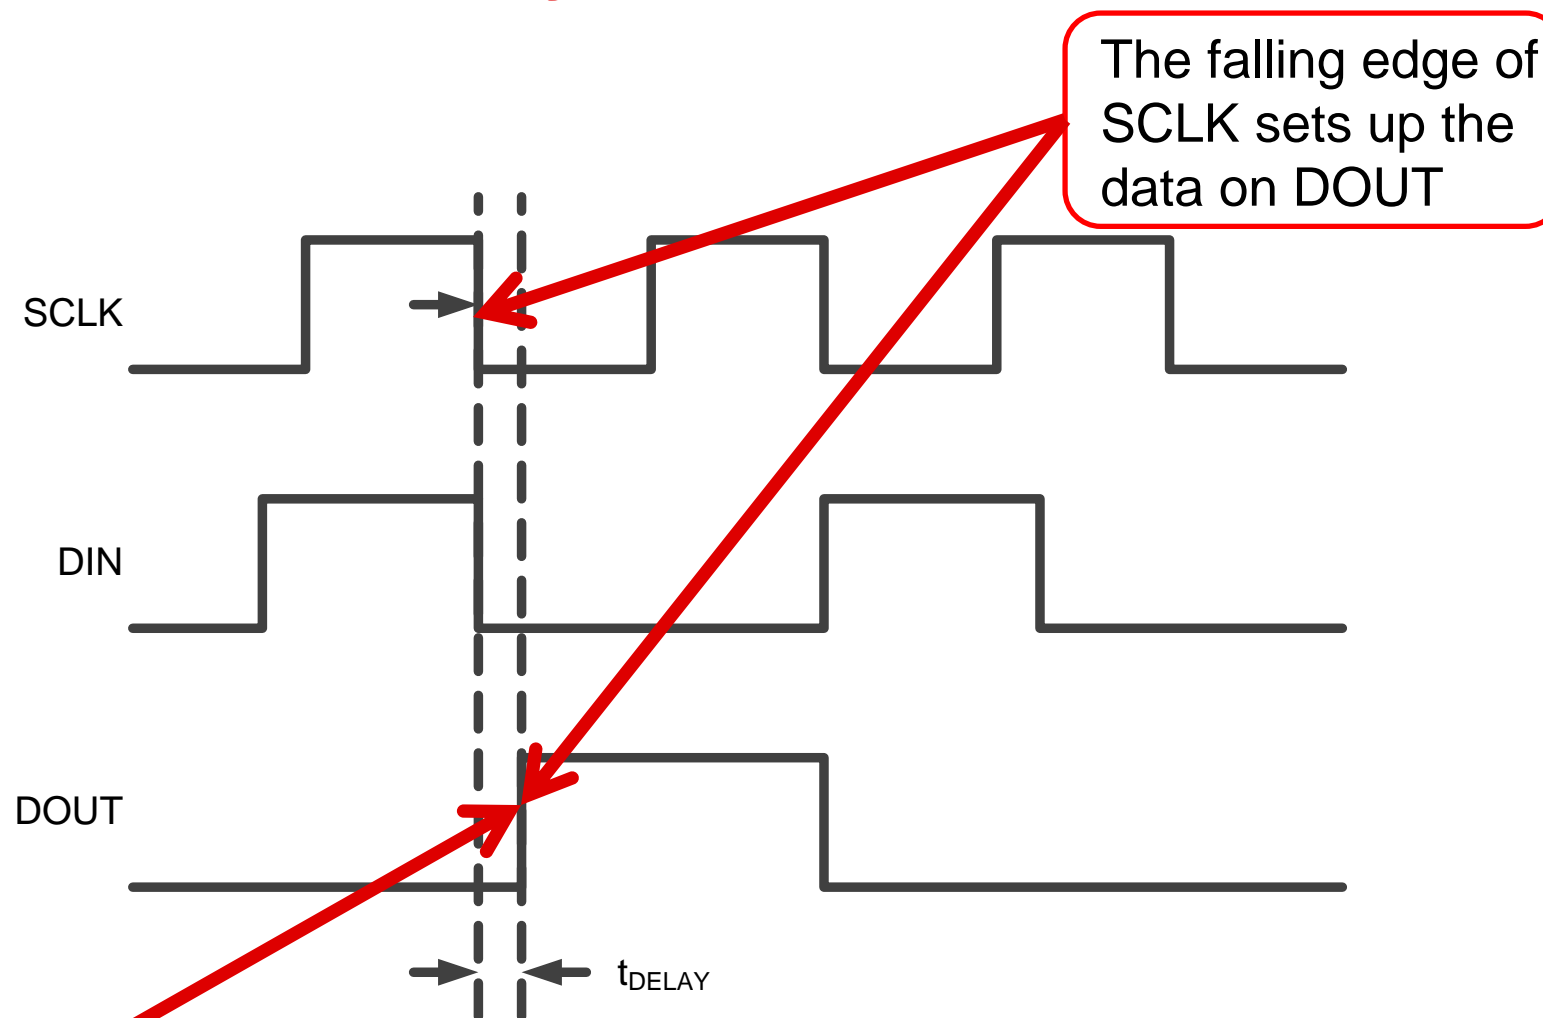 The falling edge of
SCLK sets up the
data on DOUT
SCLK
DIN
DOUT
tDELAY